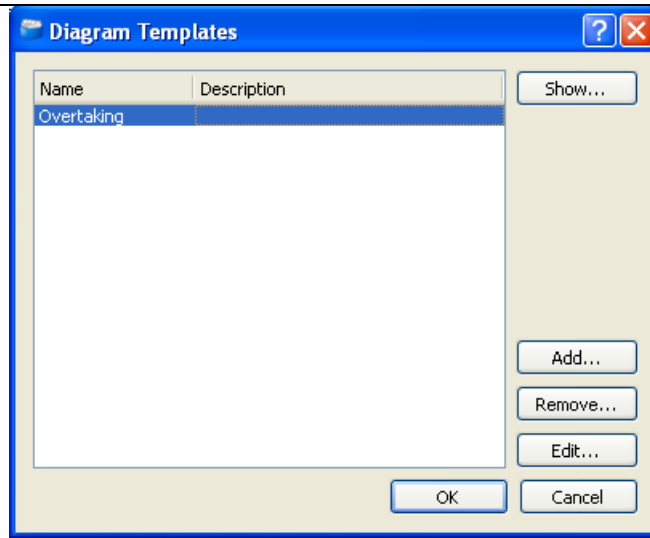 Diagram Templates
Name Description
Overtaking
Show...
Add...
Remove...
Edit...
OK Cancel